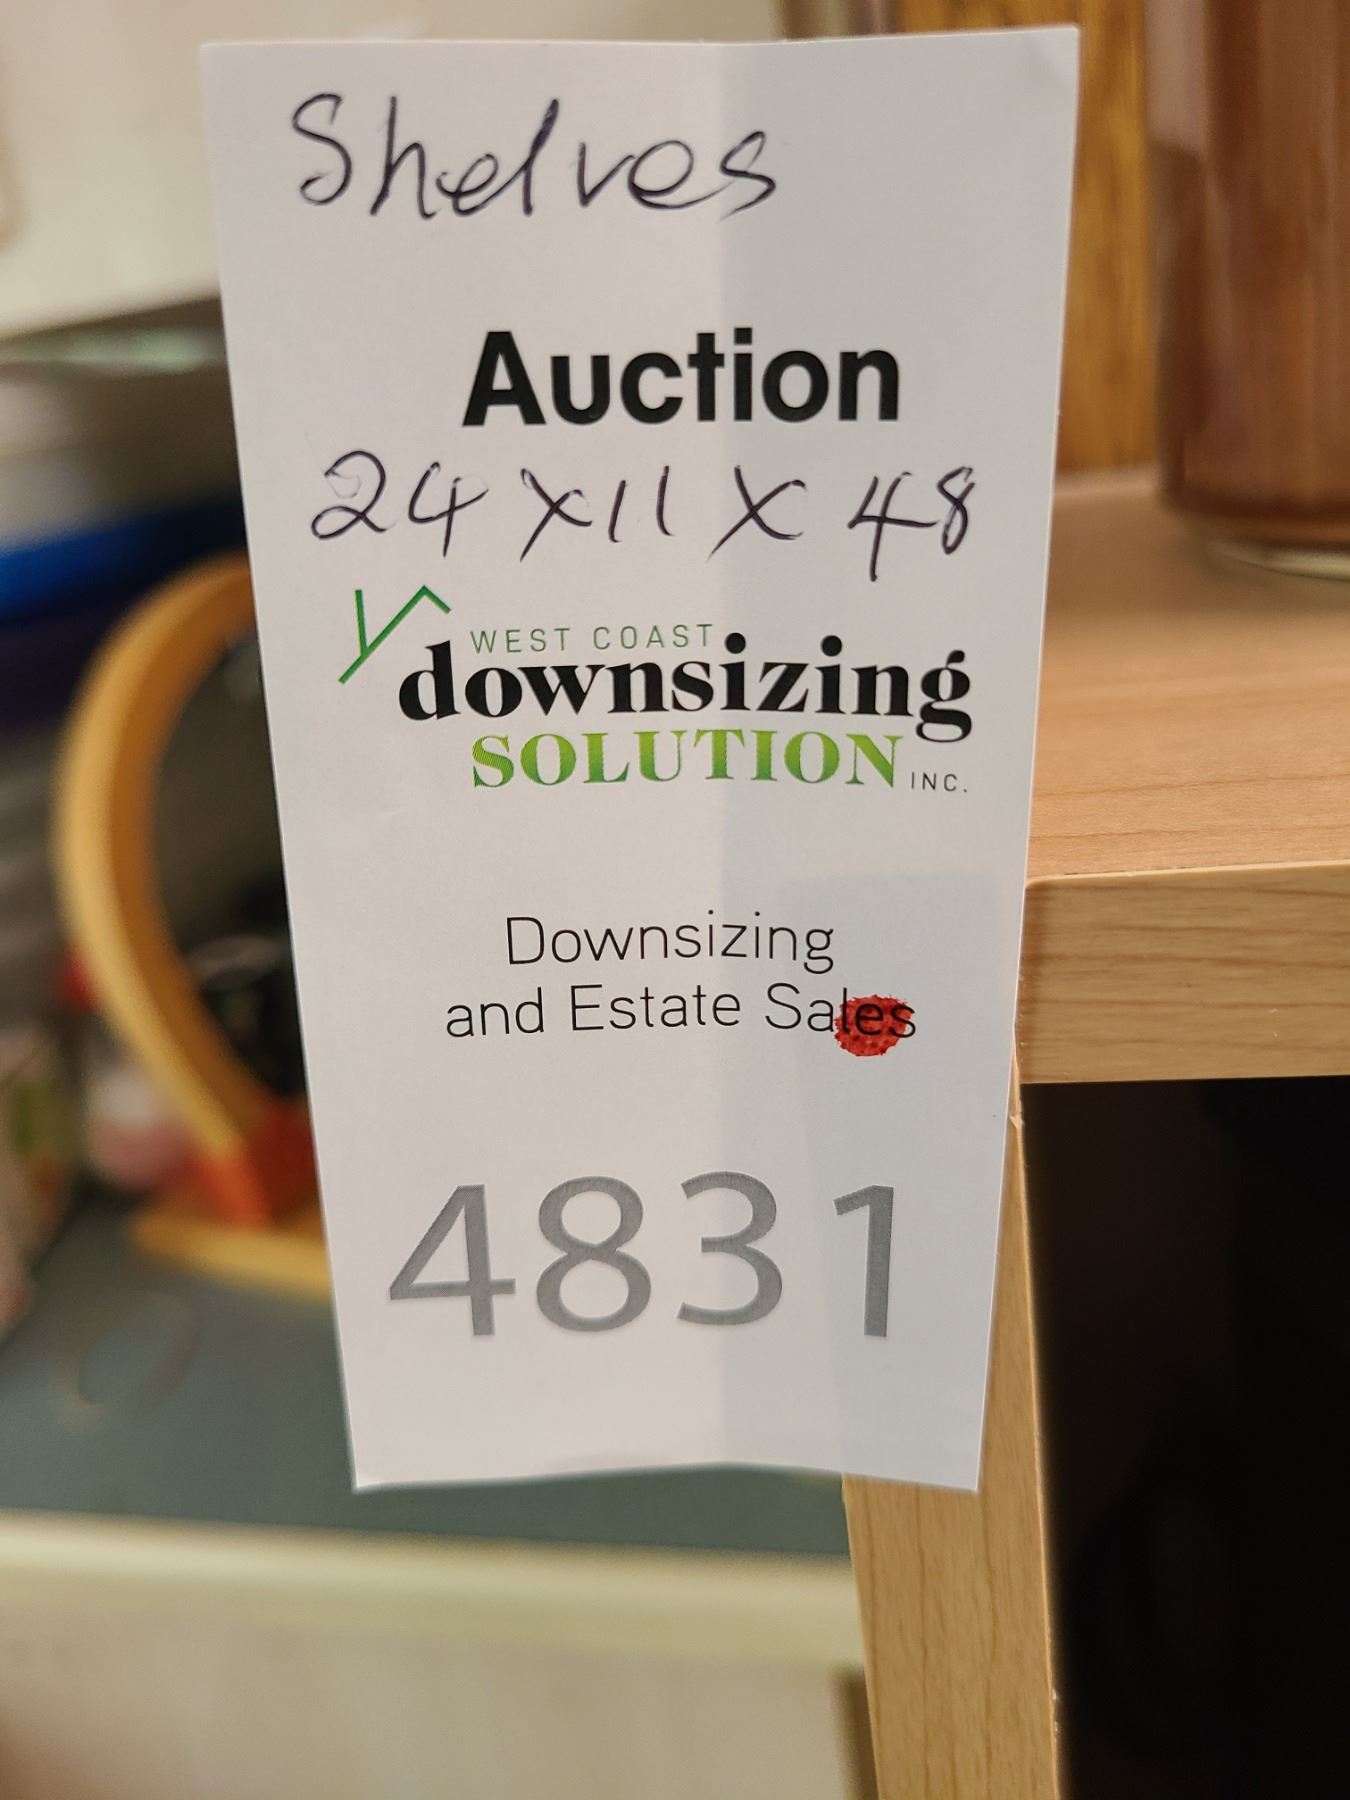 Shelves
Auction
24 x 11 x 48
WEST COAST
downsizing
SOLUTION INC.
Downsizing
and Estate Sales
4831